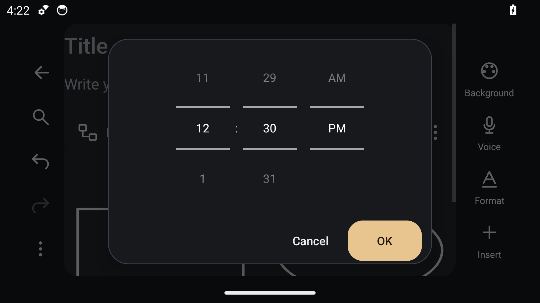 4:22
Title
Write y
11 29 AM
12 : 30 PM
1 31
Cancel OK
Background
Voice
Format
Insert